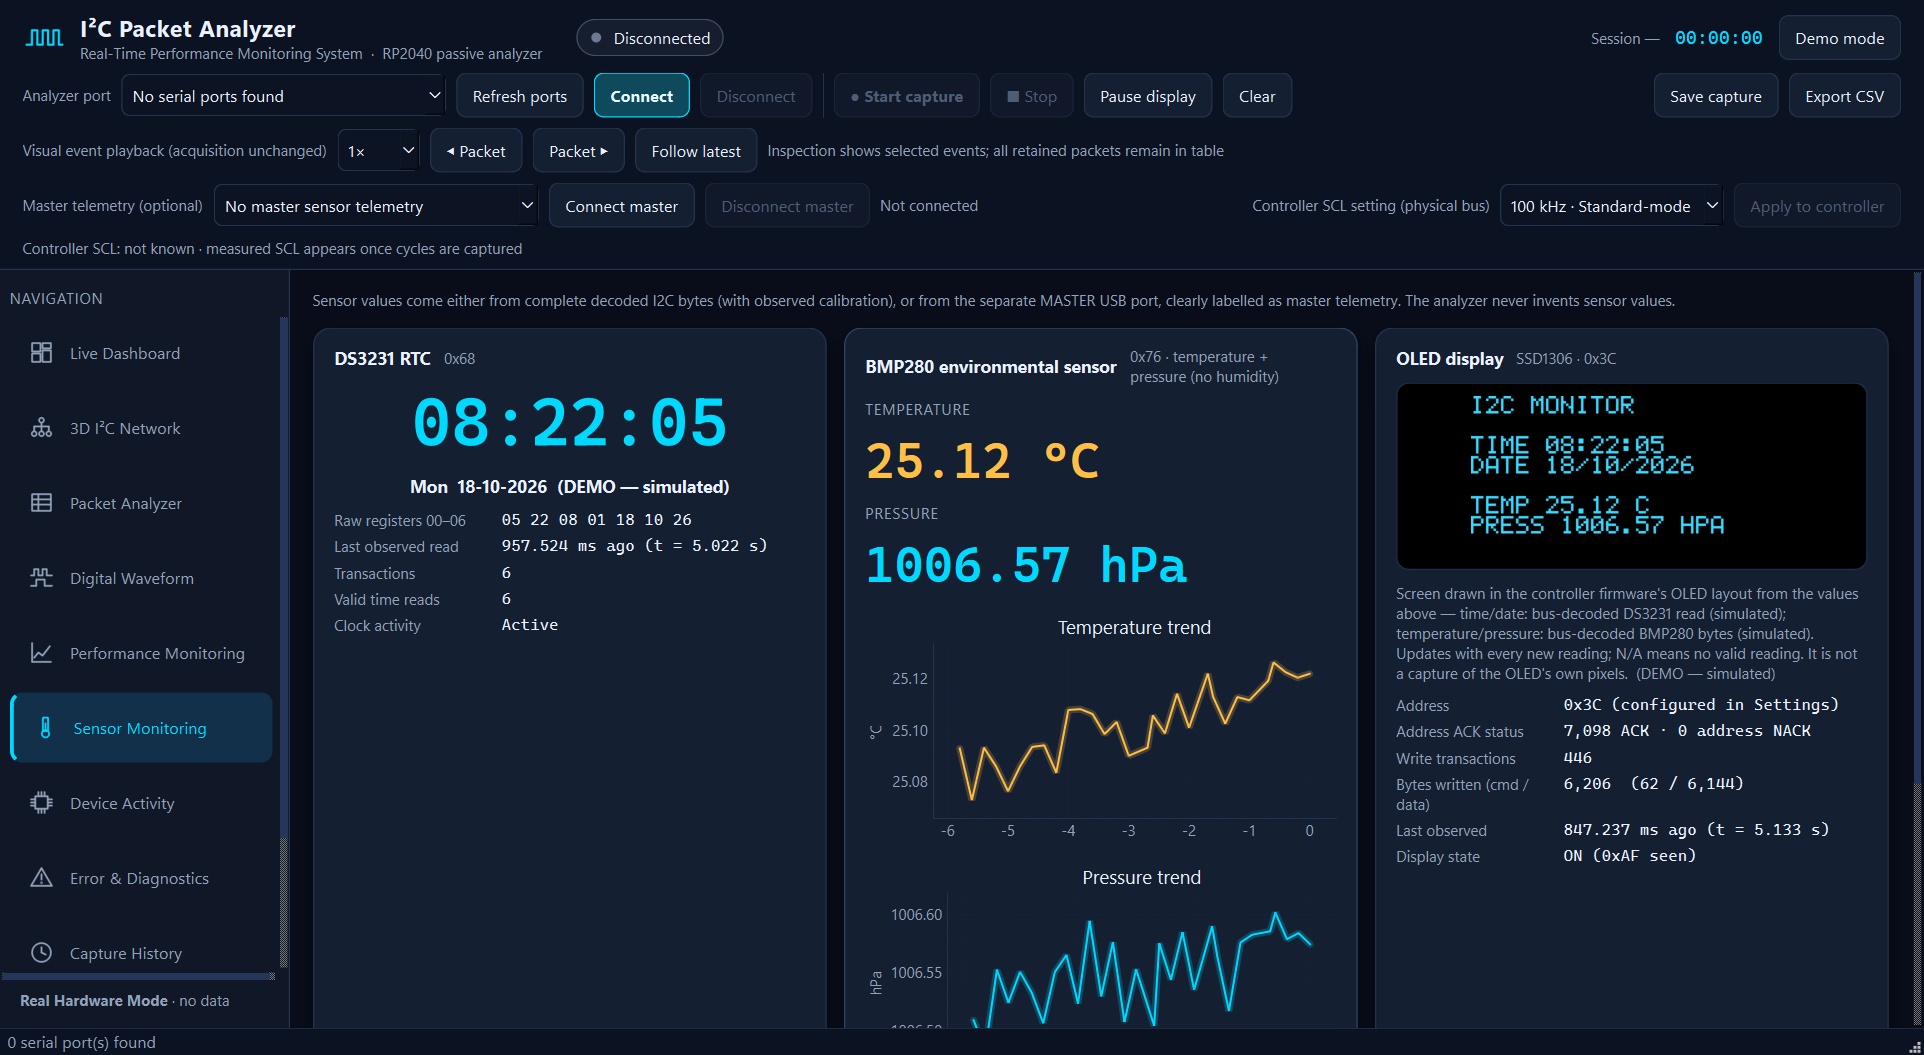 I²C Packet Analyzer
Real-Time Performance Monitoring System · RP2040 passive analyzer
Disconnected
Session — 00:00:00
Demo mode
Analyzer port
No serial ports found
Refresh ports
Connect
Disconnect
● Start capture
■ Stop
Pause display
Clear
Save capture
Export CSV
Visual event playback (acquisition unchanged)
1×
◂ Packet
Packet ▸
Follow latest
Inspection shows selected events; all retained packets remain in table
Master telemetry (optional)
No master sensor telemetry
Connect master
Disconnect master
Not connected
Controller SCL setting (physical bus)
100 kHz · Standard-mode
Apply to controller
Controller SCL: not known · measured SCL appears once cycles are captured
NAVIGATION
Live Dashboard
3D I²C Network
Packet Analyzer
Digital Waveform
Performance Monitoring
Sensor Monitoring
Device Activity
Error & Diagnostics
Capture History
Real Hardware Mode · no data
Sensor values come either from complete decoded I2C bytes (with observed calibration), or from the separate MASTER USB port, clearly labelled as master telemetry. The analyzer never invents sensor values.
DS3231 RTC 0x68
08:22:05
Mon 18-10-2026 (DEMO — simulated)
Raw registers 00–06 05 22 08 01 18 10 26
Last observed read 957.524 ms ago (t = 5.022 s)
Transactions 6
Valid time reads 6
Clock activity Active
BMP280 environmental sensor
0x76 · temperature +
pressure (no humidity)
TEMPERATURE
25.12 °C
PRESSURE
1006.57 hPa
Temperature trend
25.12
25.10
25.08
°C
-6 -5 -4 -3 -2 -1 0
Pressure trend
1006.60
1006.55
1006.50
hPa
OLED display SSD1306 · 0x3C
I2C MONITOR
TIME 08:22:05
DATE 18/10/2026
TEMP 25.12 C
PRESS 1006.57 HPA
Screen drawn in the controller firmware's OLED layout from the values
above — time/date: bus-decoded DS3231 read (simulated);
temperature/pressure: bus-decoded BMP280 bytes (simulated).
Updates with every new reading; N/A means no valid reading. It is not
a capture of the OLED's own pixels. (DEMO — simulated)
Address 0x3C (configured in Settings)
Address ACK status 7,098 ACK · 0 address NACK
Write transactions 446
Bytes written (cmd / data) 6,206 (62 / 6,144)
Last observed 847.237 ms ago (t = 5.133 s)
Display state ON (0xAF seen)
0 serial port(s) found